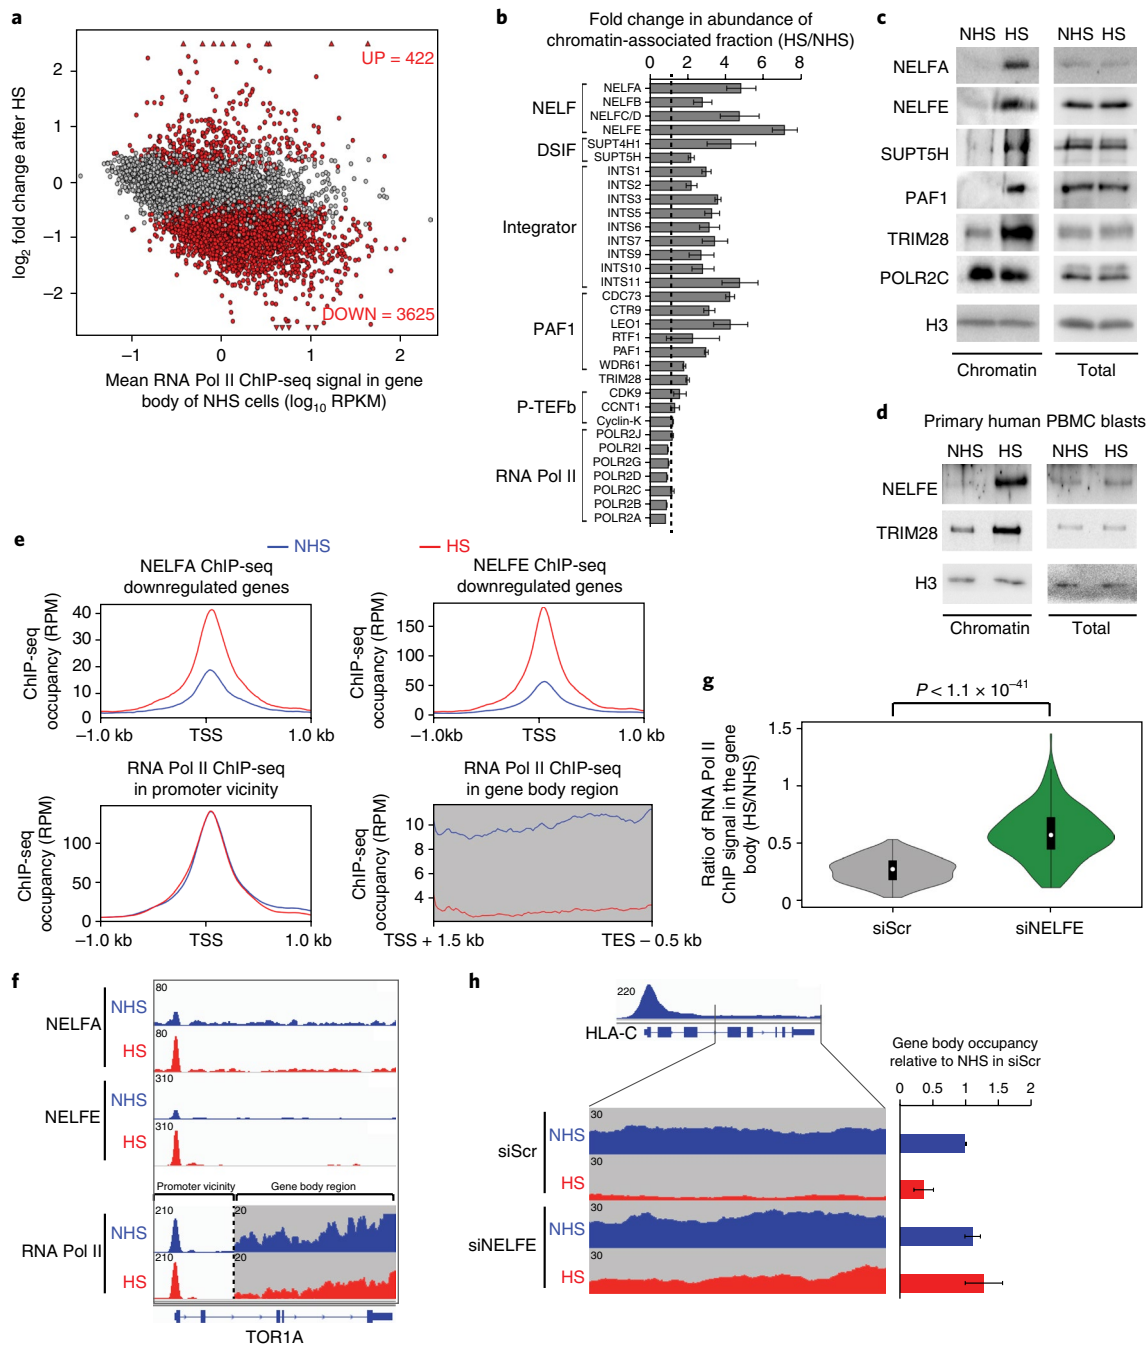 a
UP = 422
DOWN = 3625
2
1
0
−1
−2
log2 fold change after HS
−1
0
1
2
Mean RNA Pol II ChIP-seq signal in gene
body of NHS cells (log10 RPKM)
b
Fold change in abundance of
chromatin-associated fraction (HS/NHS)
0
2
4
6
8
NELF
NELFA
NELFB
NELFC/D
NELFE
DSIF
SUPT4H1
SUPT5H
Integrator
INTS1
INTS2
INTS3
INTS5
INTS6
INTS7
INTS9
INTS10
INTS11
PAF1
CDC73
CTR9
LEO1
RTF1
PAF1
WDR61
TRIM28
P-TEFb
CDK9
CCNT1
Cyclin-K
RNA Pol II
POLR2J
POLR2I
POLR2G
POLR2D
POLR2C
POLR2B
POLR2A
c
NHS HS NHS HS
NELFA
NELFE
SUPT5H
PAF1
TRIM28
POLR2C
H3
Chromatin Total
d
Primary human PBMC blasts
NHS HS NHS HS
NELFE
TRIM28
H3
Chromatin Total
e
NHS HS
NELFA ChIP-seq
downregulated genes
ChIP-seq
occupancy (RPM)
40
30
20
10
0
−1.0 kb TSS 1.0 kb
NELFE ChIP-seq
downregulated genes
ChIP-seq
occupancy (RPM)
150
100
50
0
−1.0 kb TSS 1.0 kb
RNA Pol II ChIP-seq
in promoter vicinity
ChIP-seq
occupancy (RPM)
100
50
0
−1.0 kb TSS 1.0 kb
RNA Pol II ChIP-seq
in gene body region
ChIP-seq
occupancy (RPM)
10
8
6
4
TSS + 1.5 kb TES − 0.5 kb
g
P < 1.1 × 10−41
Ratio of RNA Pol II
ChIP signal in the gene
body (HS/NHS)
1.5
1
0.5
0
siScr siNELFE
f
NELFA
NHS
80
HS
80
NELFE
NHS
310
HS
310
Promoter vicinity Gene body region
RNA Pol II
NHS
210 20
HS
210 20
TOR1A
h
220
HLA-C
Gene body occupancy
relative to NHS in siScr
0 0.5 1 1.5 2
siScr
NHS
30
HS
30
siNELFE
NHS
30
HS
30